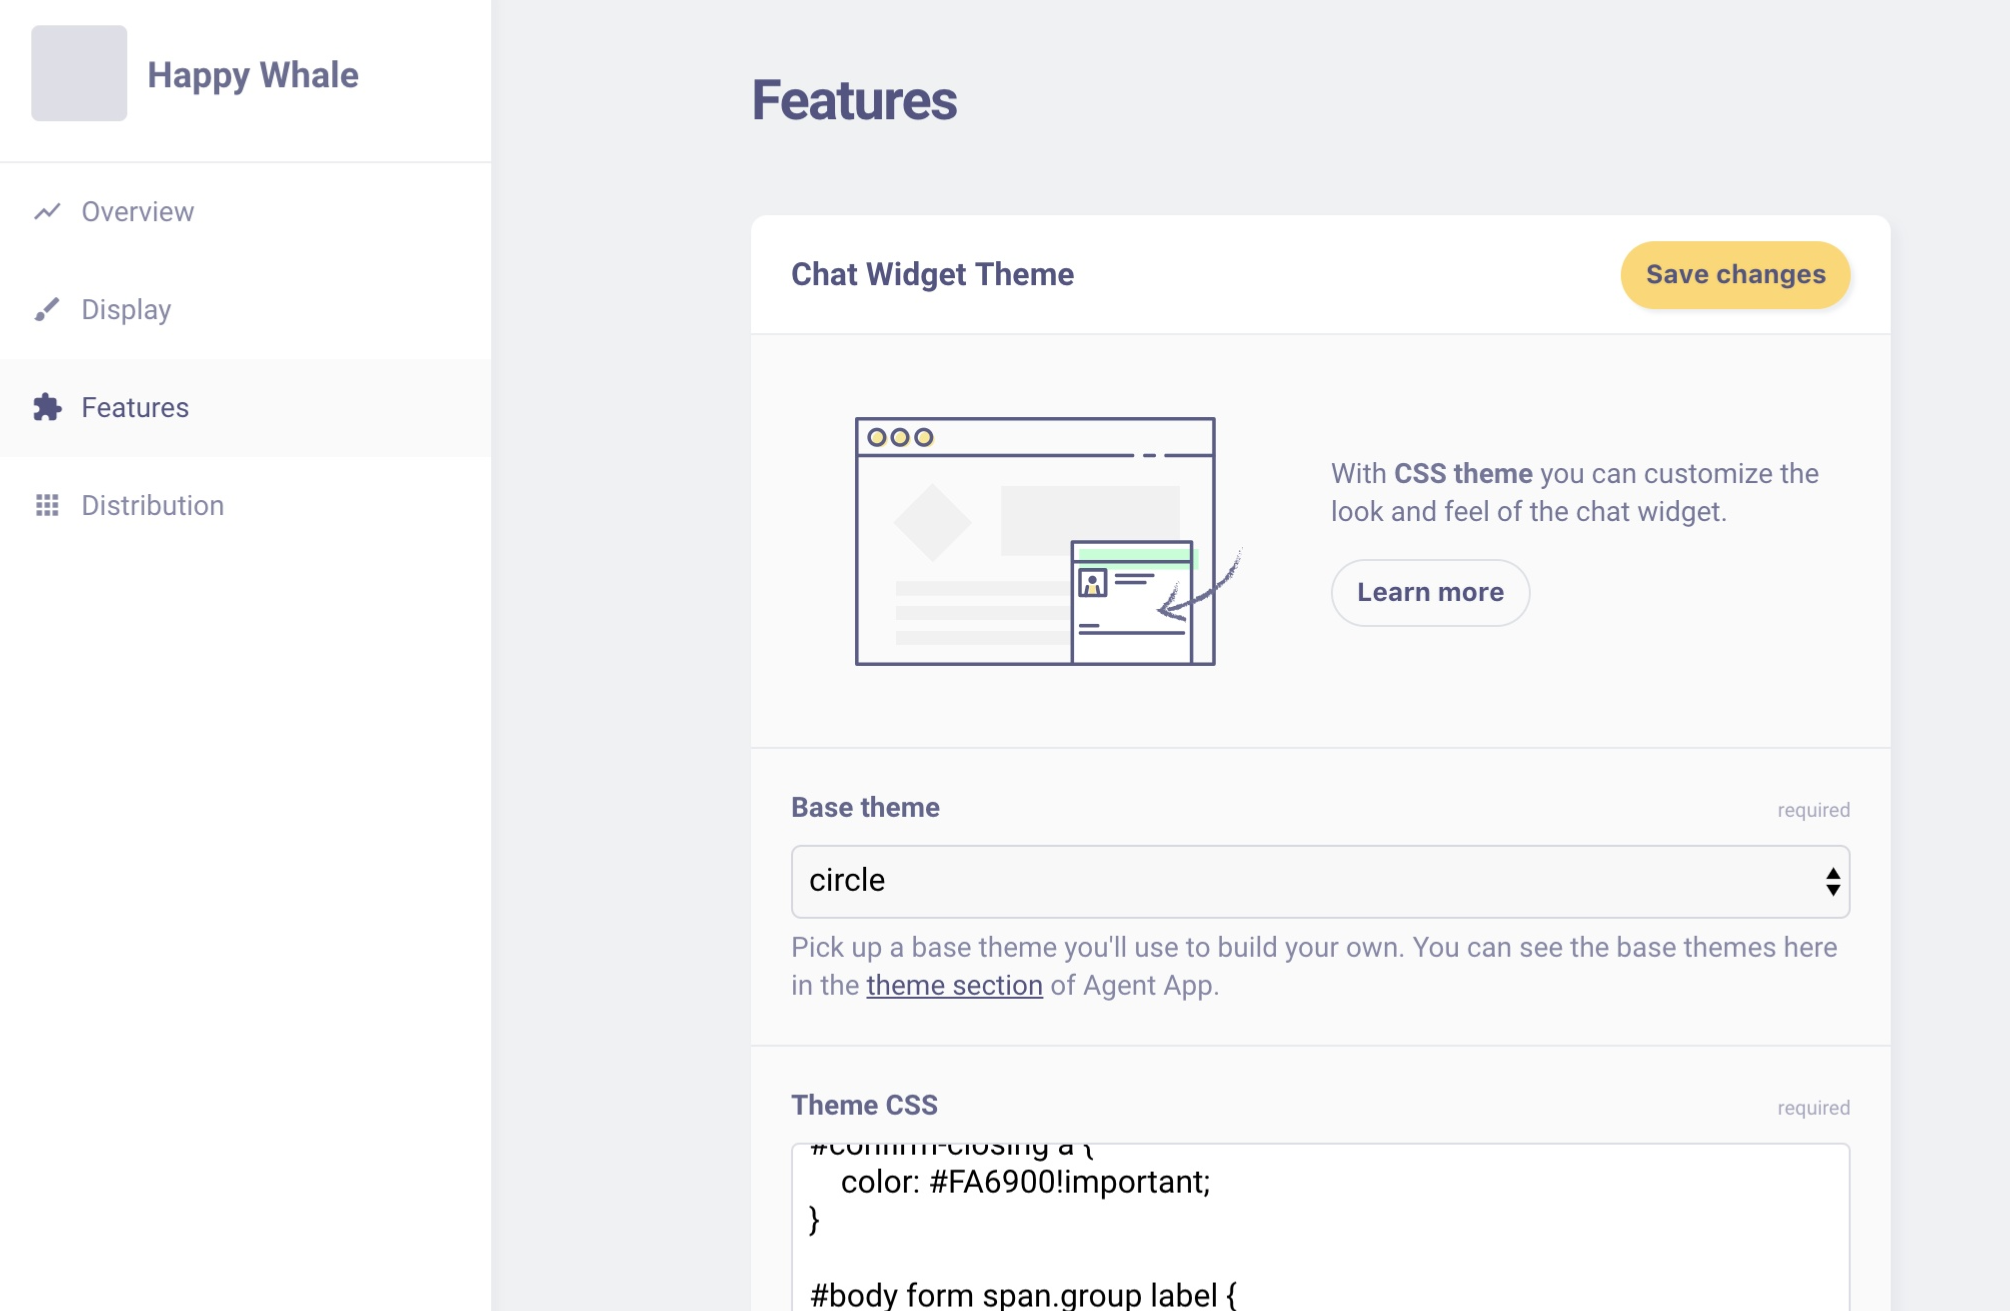 Happy Whale
Overview
Display
Features
Distribution
Features
Chat Widget Theme
Save changes
With CSS theme you can customize the
look and feel of the chat widget.
Learn more
Base theme
required
circle
Pick up a base theme you'll use to build your own. You can see the base themes here
in the theme section of Agent App.
Theme CSS
required
#confirm-closing a {
color: #FA6900!important;
}
#body form span.group label {